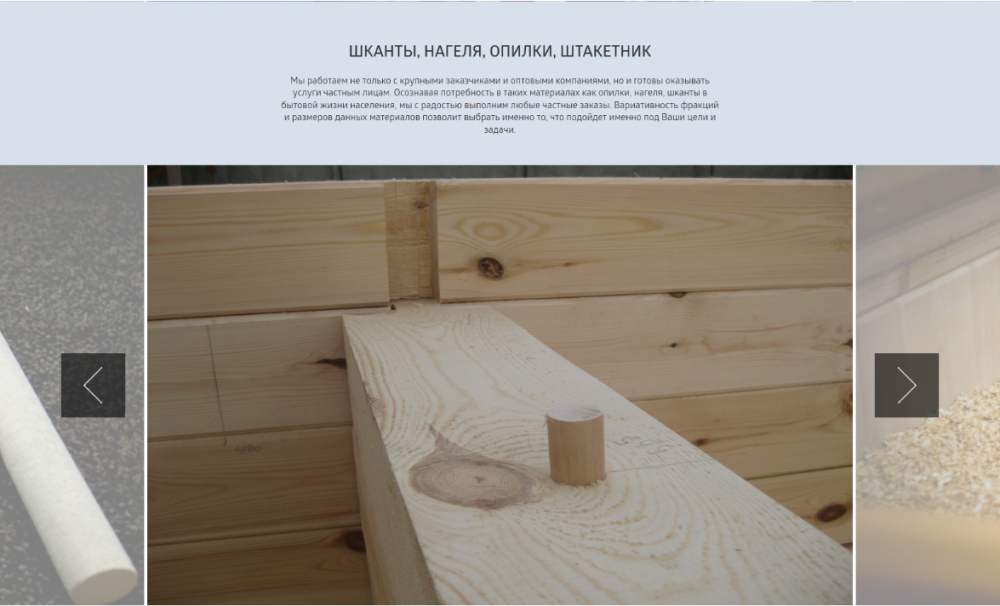 ШКАНТЫ, НАГЕЛЯ, ОПИЛКИ, ШТАКЕТНИК
Мы работаем не только с крупными заказчиками и оптовыми компаниями, но и готовы оказывать
услуги частным лицам. Осознавая потребность в таких материалах как опилки, нагеля, шканты в
бытовой жизни населения, мы с радостью выполним любые частные заказы. Вариативность фракций
и размеров данных материалов позволит выбрать именно то, что подойдет именно под Ваши цели и
задачи.